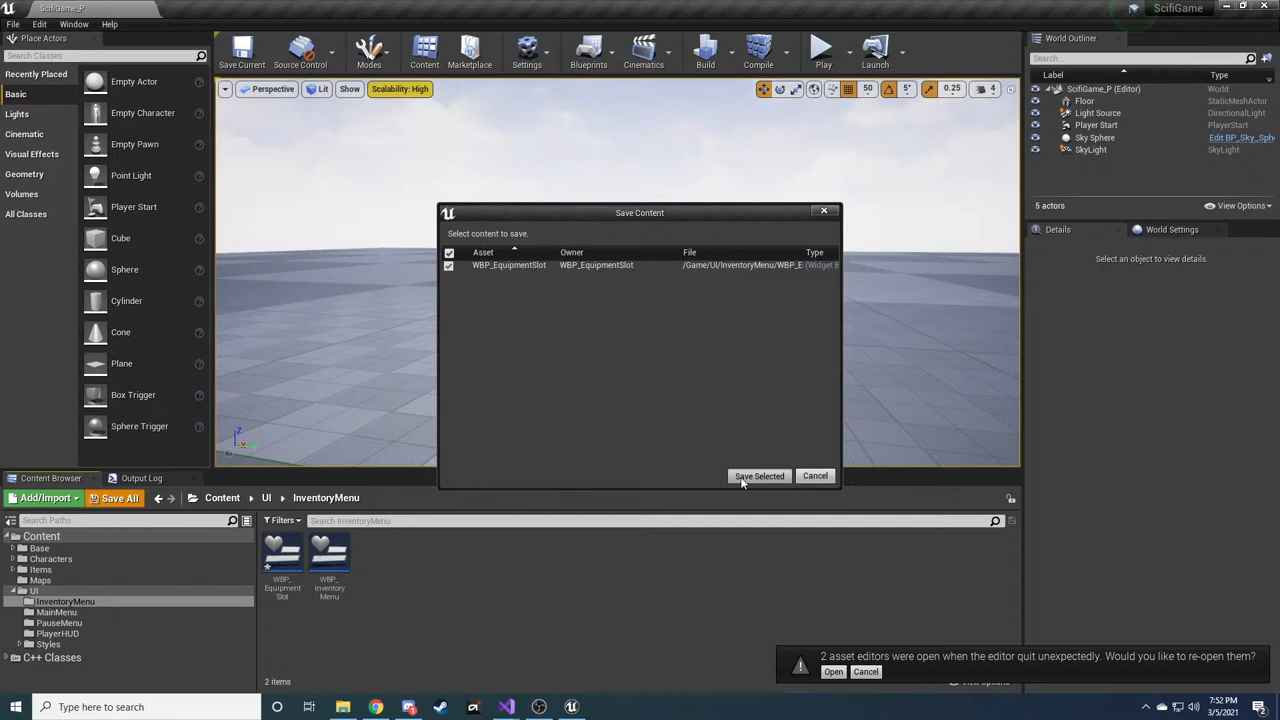 ScifiGame_P
ScifiGame
File Edit Window Help
Place Actors
Search Classes
Recently Placed
Basic
Lights
Cinematic
Visual Effects
Geometry
Volumes
All Classes
Empty Actor
Empty Character
Empty Pawn
Point Light
Player Start
Cube
Sphere
Cylinder
Cone
Plane
Box Trigger
Sphere Trigger
Save Current Source Control Modes Content Marketplace Settings Blueprints Cinematics Build Compile Play Launch
Perspective Lit Show Scalability: High 50 5° 0.25 4
World Outliner
Search...
Label Type
ScifiGame_P (Editor) World
Floor StaticMeshActor
Light Source DirectionalLight
Player Start PlayerStart
Sky Sphere Edit BP_Sky_Sph
SkyLight SkyLight
5 actors View Options
Details World Settings
Select an object to view details.
Save Content
Select content to save.
Asset Owner File Type
WBP_EquipmentSlot WBP_EquipmentSlot /Game/UI/InventoryMenu/WBP_E (Widget B
Save Selected Cancel
Z
X
Y
Content Browser Output Log
Add/Import Save All Content UI InventoryMenu
Search Paths Filters Search InventoryMenu
Content
Base
Characters
Items
Maps
UI
InventoryMenu
MainMenu
PauseMenu
PlayerHUD
Styles
C++ Classes
WBP_
Equipment
Slot
WBP_
Inventory
Menu
2 items
View Options
2 asset editors were open when the editor quit unexpectedly. Would you like to re-open them?
Open Cancel
Type here to search
7:52 PM
3/5/2021
2